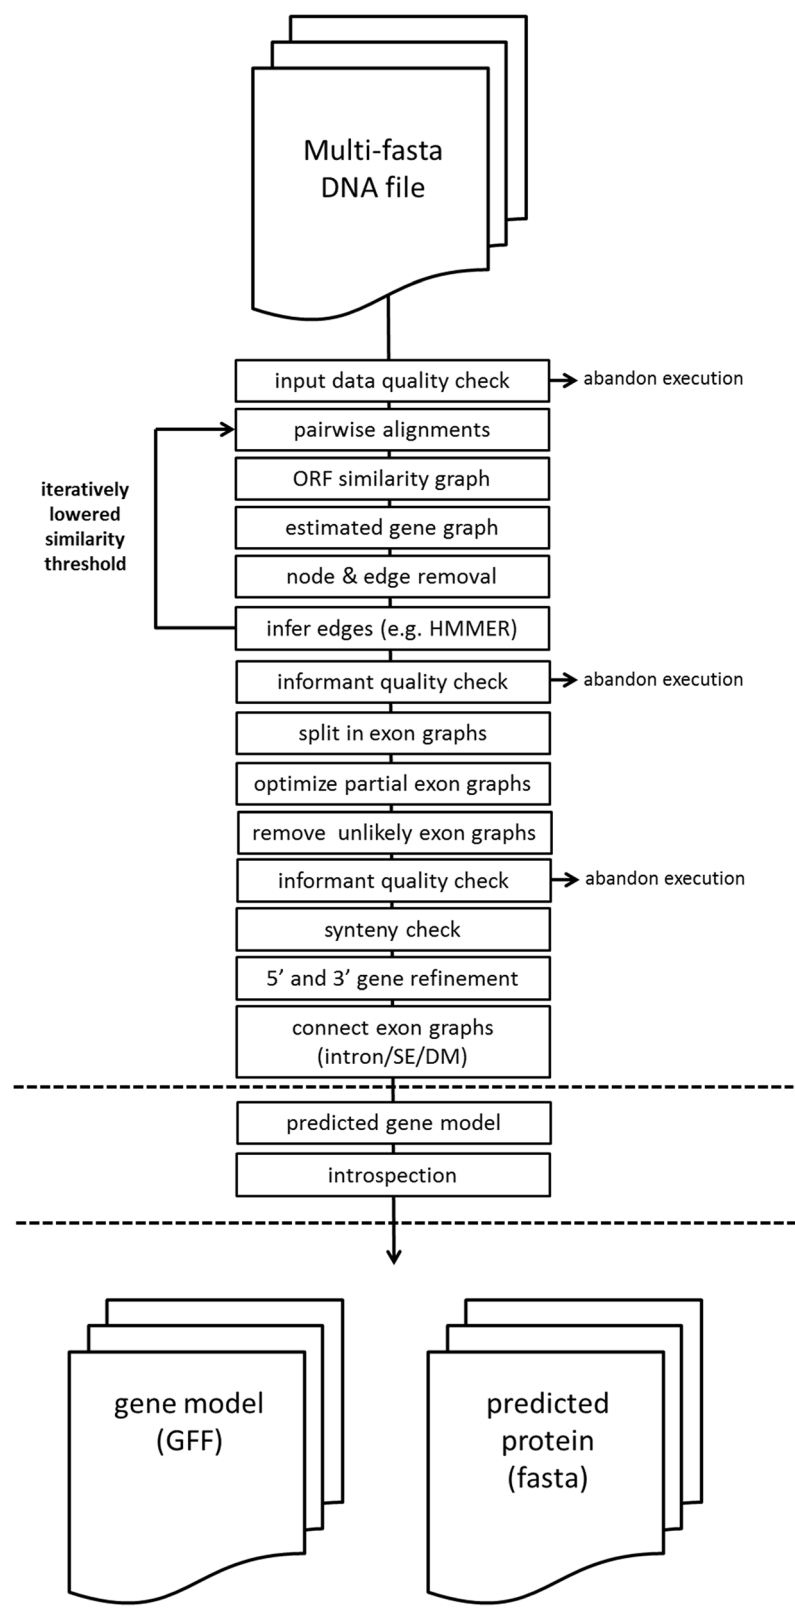 Multi-fasta
DNA file
input data quality check
abandon execution
pairwise alignments
iteratively
lowered
similarity
threshold
ORF similarity graph
estimated gene graph
node & edge removal
infer edges (e.g. HMMER)
informant quality check
abandon execution
split in exon graphs
optimize partial exon graphs
remove unlikely exon graphs
informant quality check
abandon execution
synteny check
5’ and 3’ gene refinement
connect exon graphs
(intron/SE/DM)
predicted gene model
introspection
gene model
(GFF)
predicted
protein
(fasta)